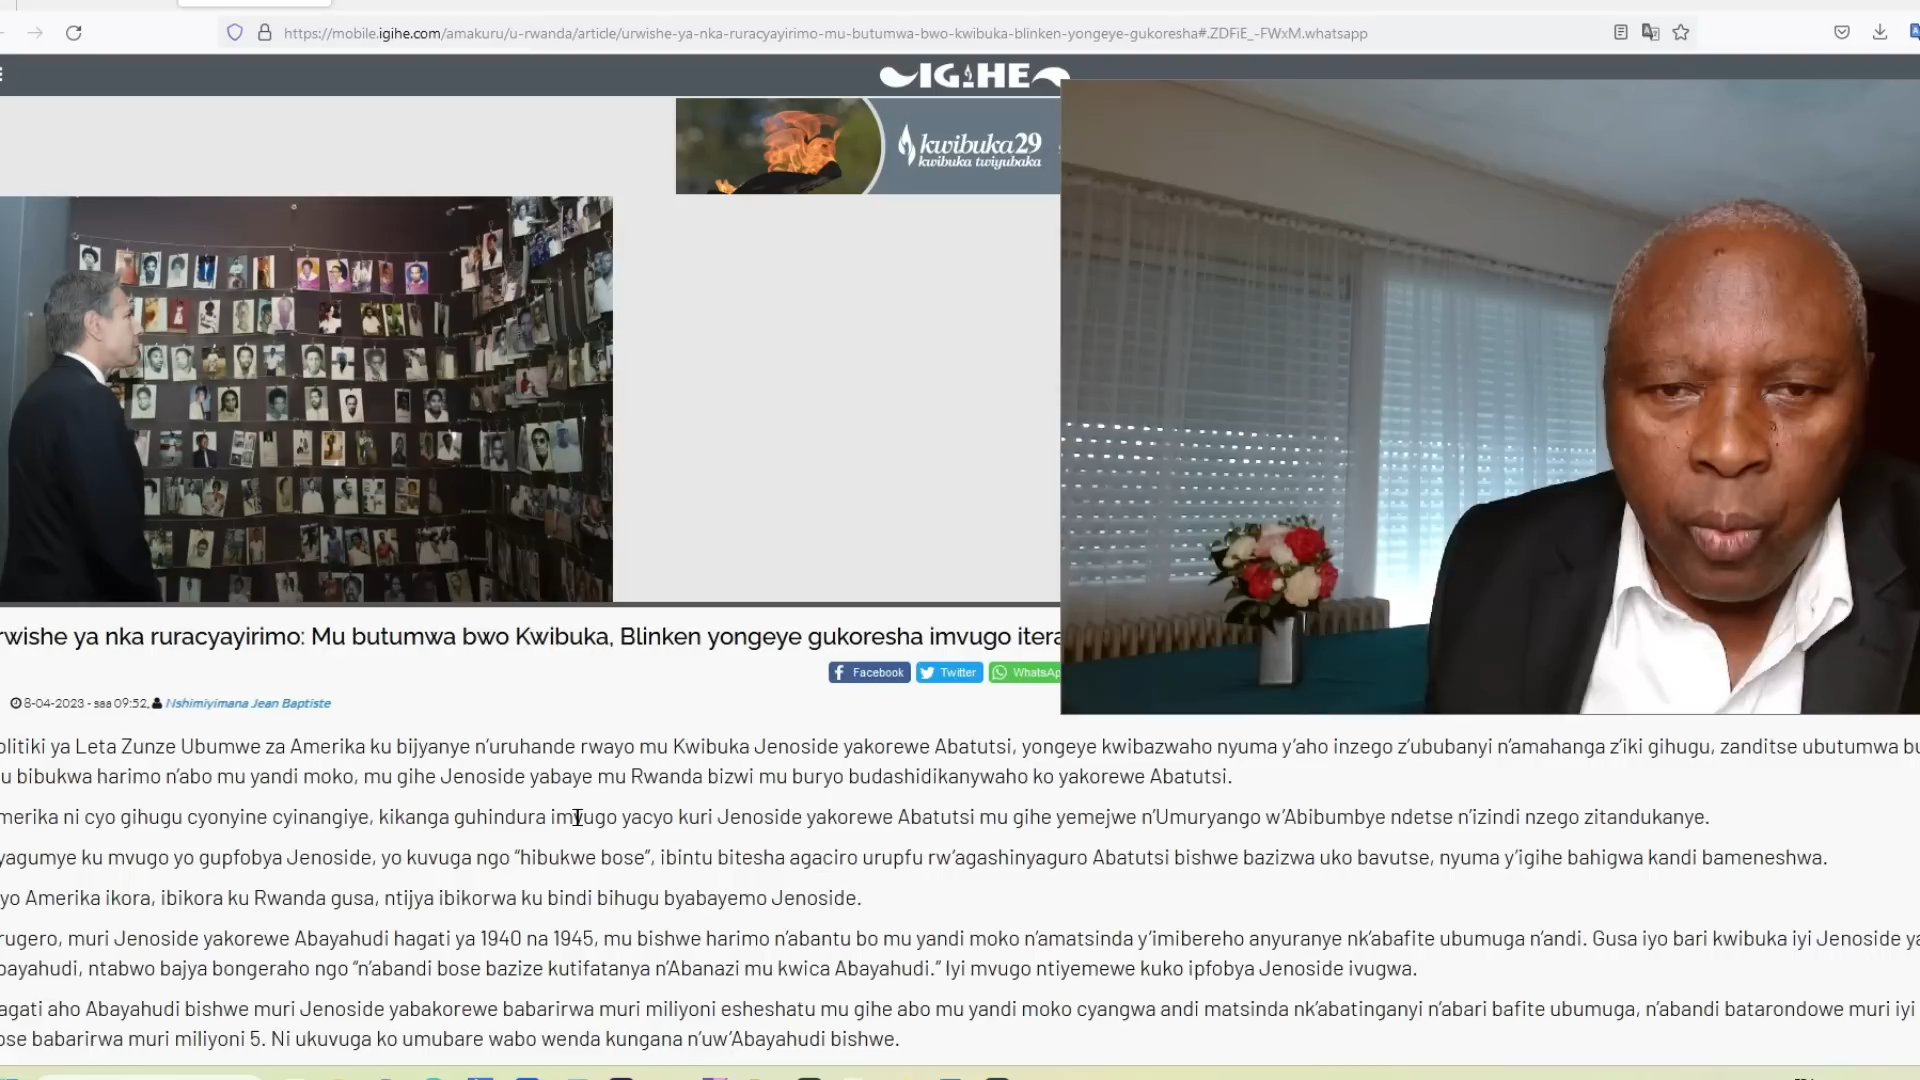 https://mobile.igihe.com/amakuru/u-rwanda/article/urwishe-ya-nka-ruracyayirimo-mu-butumwa-bwo-kwibuka-blinken-yongeye-gukoresha#.ZDFiE_-FWxM.whatsapp
IGIHE
kwibuka29
kwibuka twiyubaka
rwishe ya nka ruracyayirimo: Mu butumwa bwo Kwibuka, Blinken yongeye gukoresha imvugo itera
Facebook Twitter WhatsAp
8-04-2023 - saa 09:52, Nshimiyimana Jean Baptiste
olitiki ya Leta Zunze Ubumwe za Amerika ku bijyanye n’uruhande rwayo mu Kwibuka Jenoside yakorewe Abatutsi, yongeye kwibazwaho nyuma y’aho inzego z’ububanyi n’amahanga z’iki gihugu, zanditse ubutumwa bu
u bibukwa harimo n’abo mu yandi moko, mu gihe Jenoside yabaye mu Rwanda bizwi mu buryo budashidikanywaho ko yakorewe Abatutsi.
merika ni cyo gihugu cyonyine cyinangiye, kikanga guhindura imvugo yacyo kuri Jenoside yakorewe Abatutsi mu gihe yemejwe n’Umuryango w’Abibumbye ndetse n’izindi nzego zitandukanye.
yagumye ku mvugo yo gupfobya Jenoside, yo kuvuga ngo “hibukwe bose”, ibintu bitesha agaciro urupfu rw’agashinyaguro Abatutsi bishwe bazizwa uko bavutse, nyuma y’igihe bahigwa kandi bameneshwa.
yo Amerika ikora, ibikora ku Rwanda gusa, ntijya ibikorwa ku bindi bihugu byabayemo Jenoside.
rugero, muri Jenoside yakorewe Abayahudi hagati ya 1940 na 1945, mu bishwe harimo n’abantu bo mu yandi moko n’amatsinda y’imibereho anyuranye nk’abafite ubumuga n’andi. Gusa iyo bari kwibuka iyi Jenoside ya
bayahudi, ntabwo bajya bongeraho ngo “n’abandi bose bazize kutifatanya n’Abanazi mu kwica Abayahudi.” Iyi mvugo ntiyemewe kuko ipfobya Jenoside ivugwa.
agati aho Abayahudi bishwe muri Jenoside yabakorewe babarirwa muri miliyoni esheshatu mu gihe abo mu yandi moko cyangwa andi matsinda nk’abatinganyi n’abari bafite ubumuga, n’abandi batarondowe muri iyi
ose babarirwa muri miliyoni 5. Ni ukuvuga ko umubare wabo wenda kungana n’uw’Abayahudi bishwe.